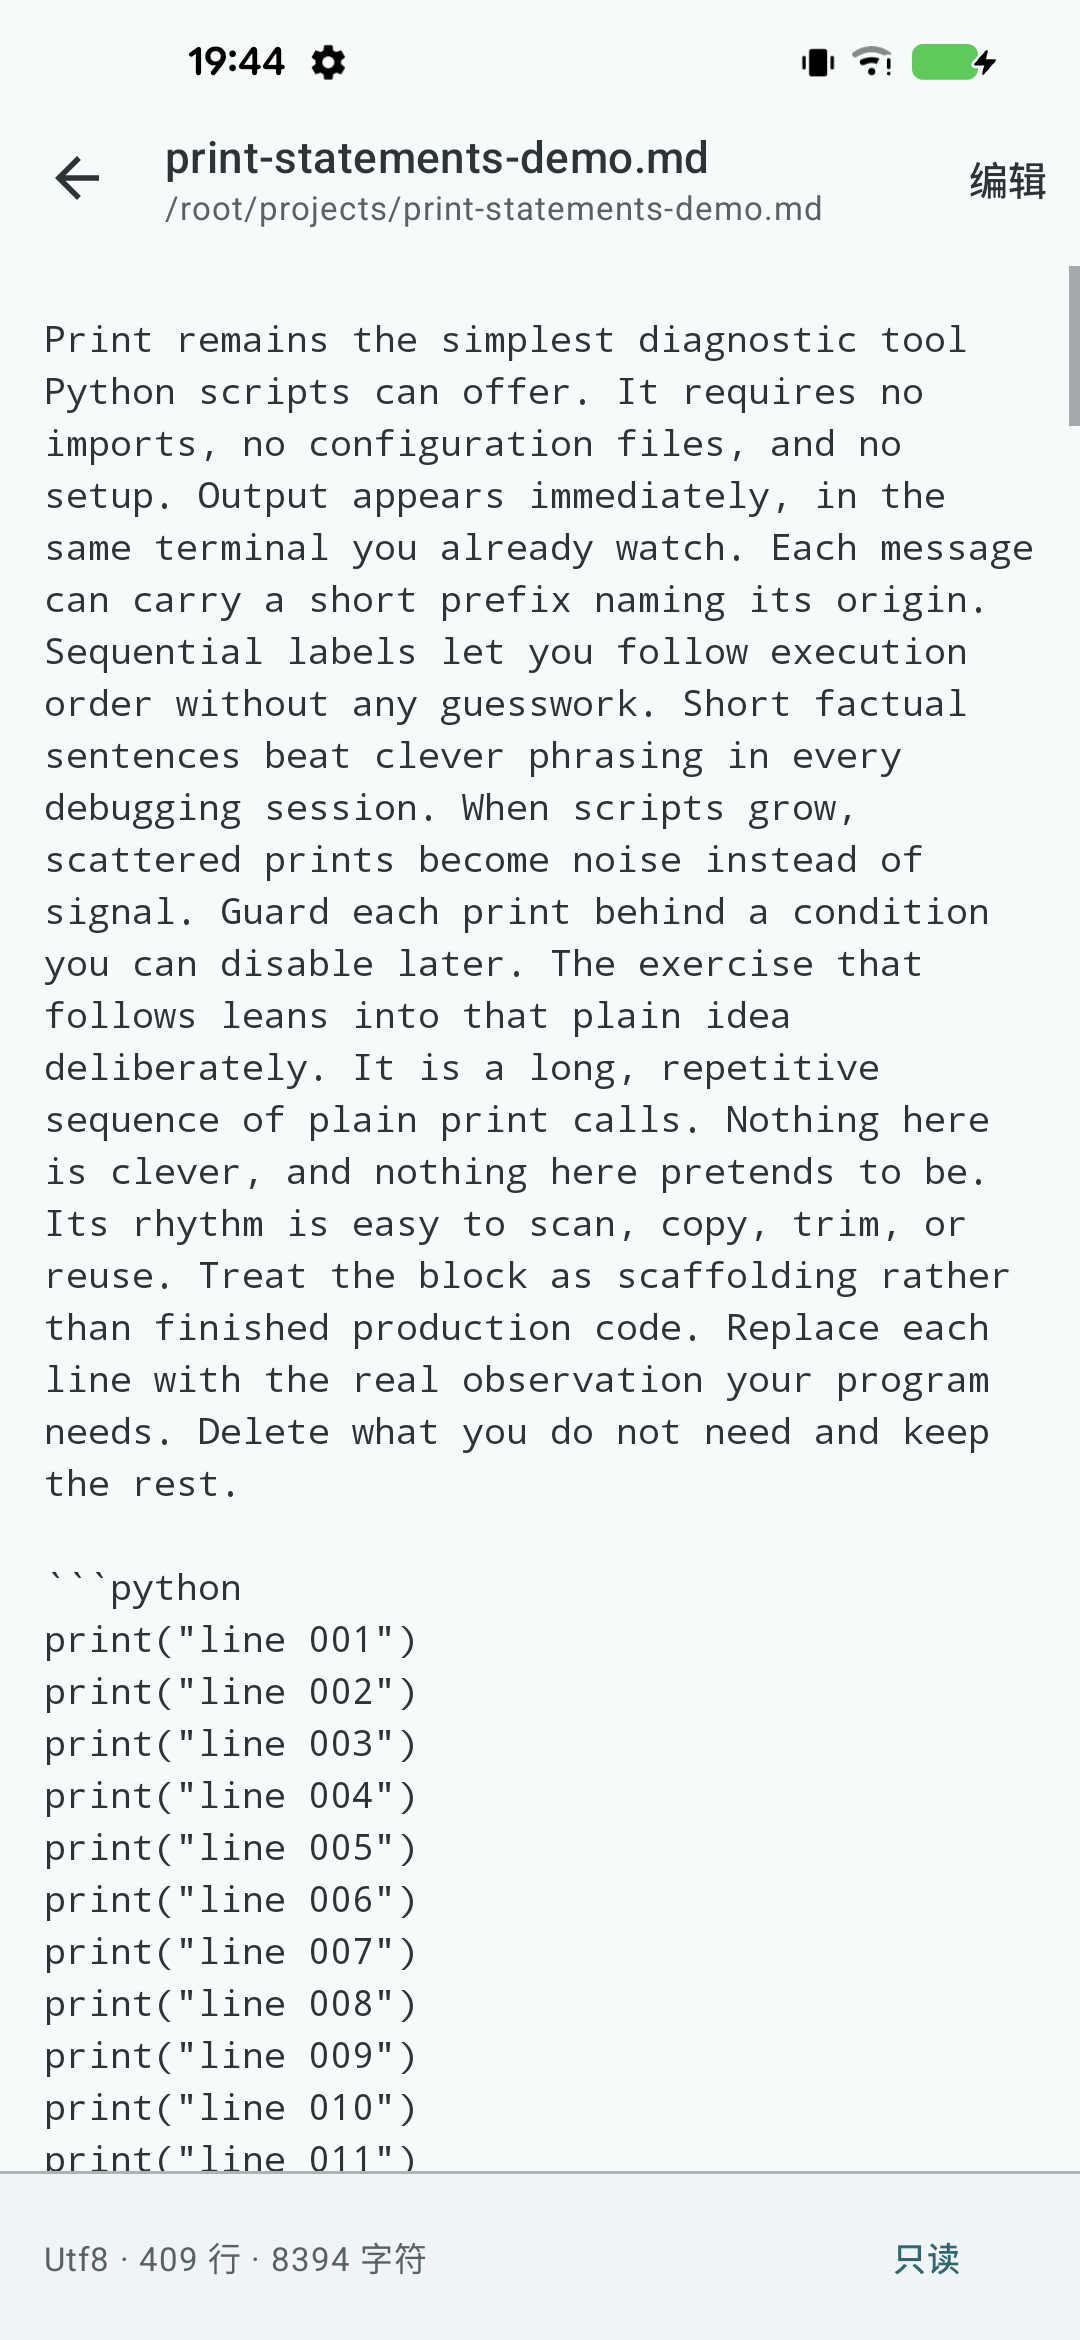 19:44
print-statements-demo.md
/root/projects/print-statements-demo.md
编辑
Print remains the simplest diagnostic tool
Python scripts can offer. It requires no
imports, no configuration files, and no
setup. Output appears immediately, in the
same terminal you already watch. Each message
can carry a short prefix naming its origin.
Sequential labels let you follow execution
order without any guesswork. Short factual
sentences beat clever phrasing in every
debugging session. When scripts grow,
scattered prints become noise instead of
signal. Guard each print behind a condition
you can disable later. The exercise that
follows leans into that plain idea
deliberately. It is a long, repetitive
sequence of plain print calls. Nothing here
is clever, and nothing here pretends to be.
Its rhythm is easy to scan, copy, trim, or
reuse. Treat the block as scaffolding rather
than finished production code. Replace each
line with the real observation your program
needs. Delete what you do not need and keep
the rest.
```python
print("line 001")
print("line 002")
print("line 003")
print("line 004")
print("line 005")
print("line 006")
print("line 007")
print("line 008")
print("line 009")
print("line 010")
print("line 011")
Utf8 · 409 行 · 8394 字符
只读